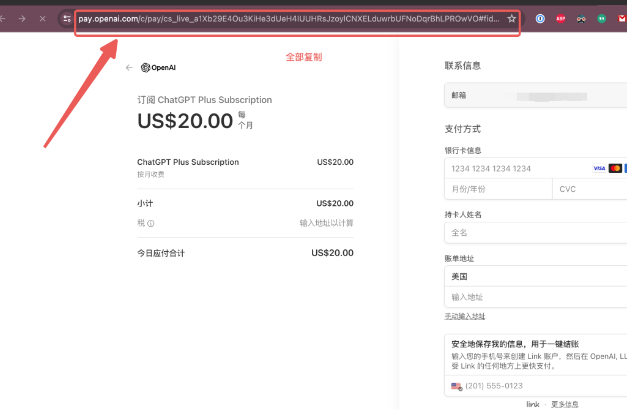 pay.openai.com/c/pay/cs_live_a1Xb29E4Ou3KiHe3dUeH4IUUHRsJzoylCNXELduwrbUFNoDqrBhLPROwVO#fid...
ABP
全部复制
OpenAI
订阅 ChatGPT Plus Subscription
US$20.00 每个月
ChatGPT Plus Subscription US$20.00
按月收费
小计 US$20.00
税 输入地址以计算
今日应付合计 US$20.00
联系信息
邮箱
支付方式
银行卡信息
1234 1234 1234 1234 VISA
月份/年份 CVC
持卡人姓名
全名
账单地址
美国
输入地址
手动输入地址
安全地保存我的信息，用于一键结账
输入您的手机号来创建 Link 账户，然后在 OpenAI, LL
受 Link 的任何地方上更快支付。
(201) 555-0123
link · 更多信息